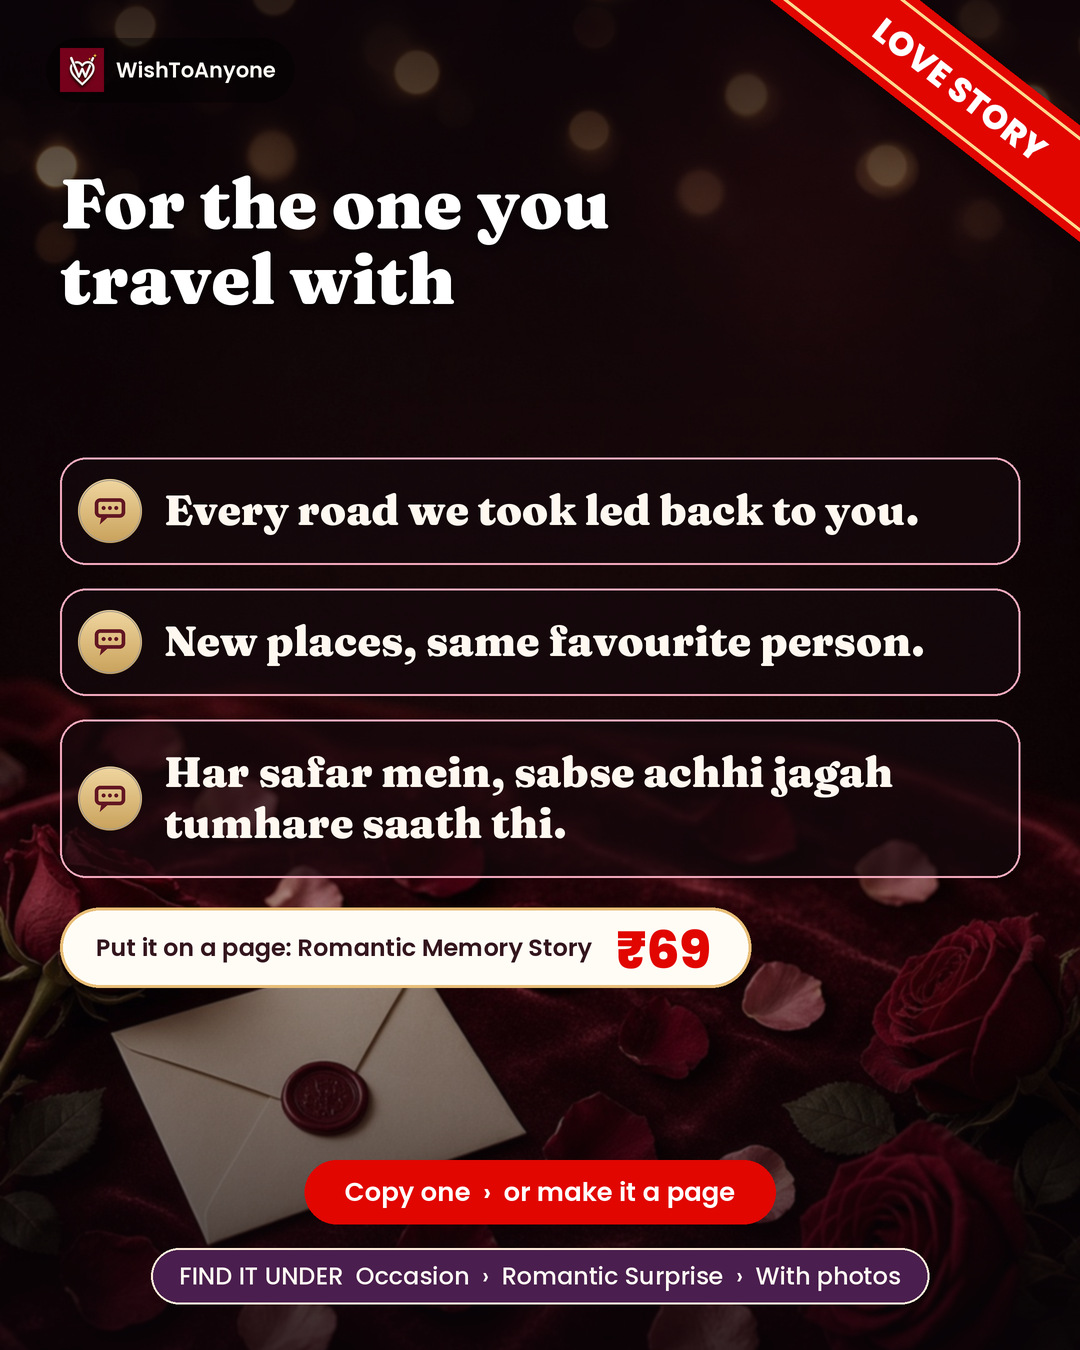 WishToAnyone
LOVE STORY
For the one you
travel with
Every road we took led back to you.
New places, same favourite person.
Har safar mein, sabse achhi jagah
tumhare saath thi.
Put it on a page: Romantic Memory Story ₹69
Copy one › or make it a page
FIND IT UNDER Occasion › Romantic Surprise › With photos